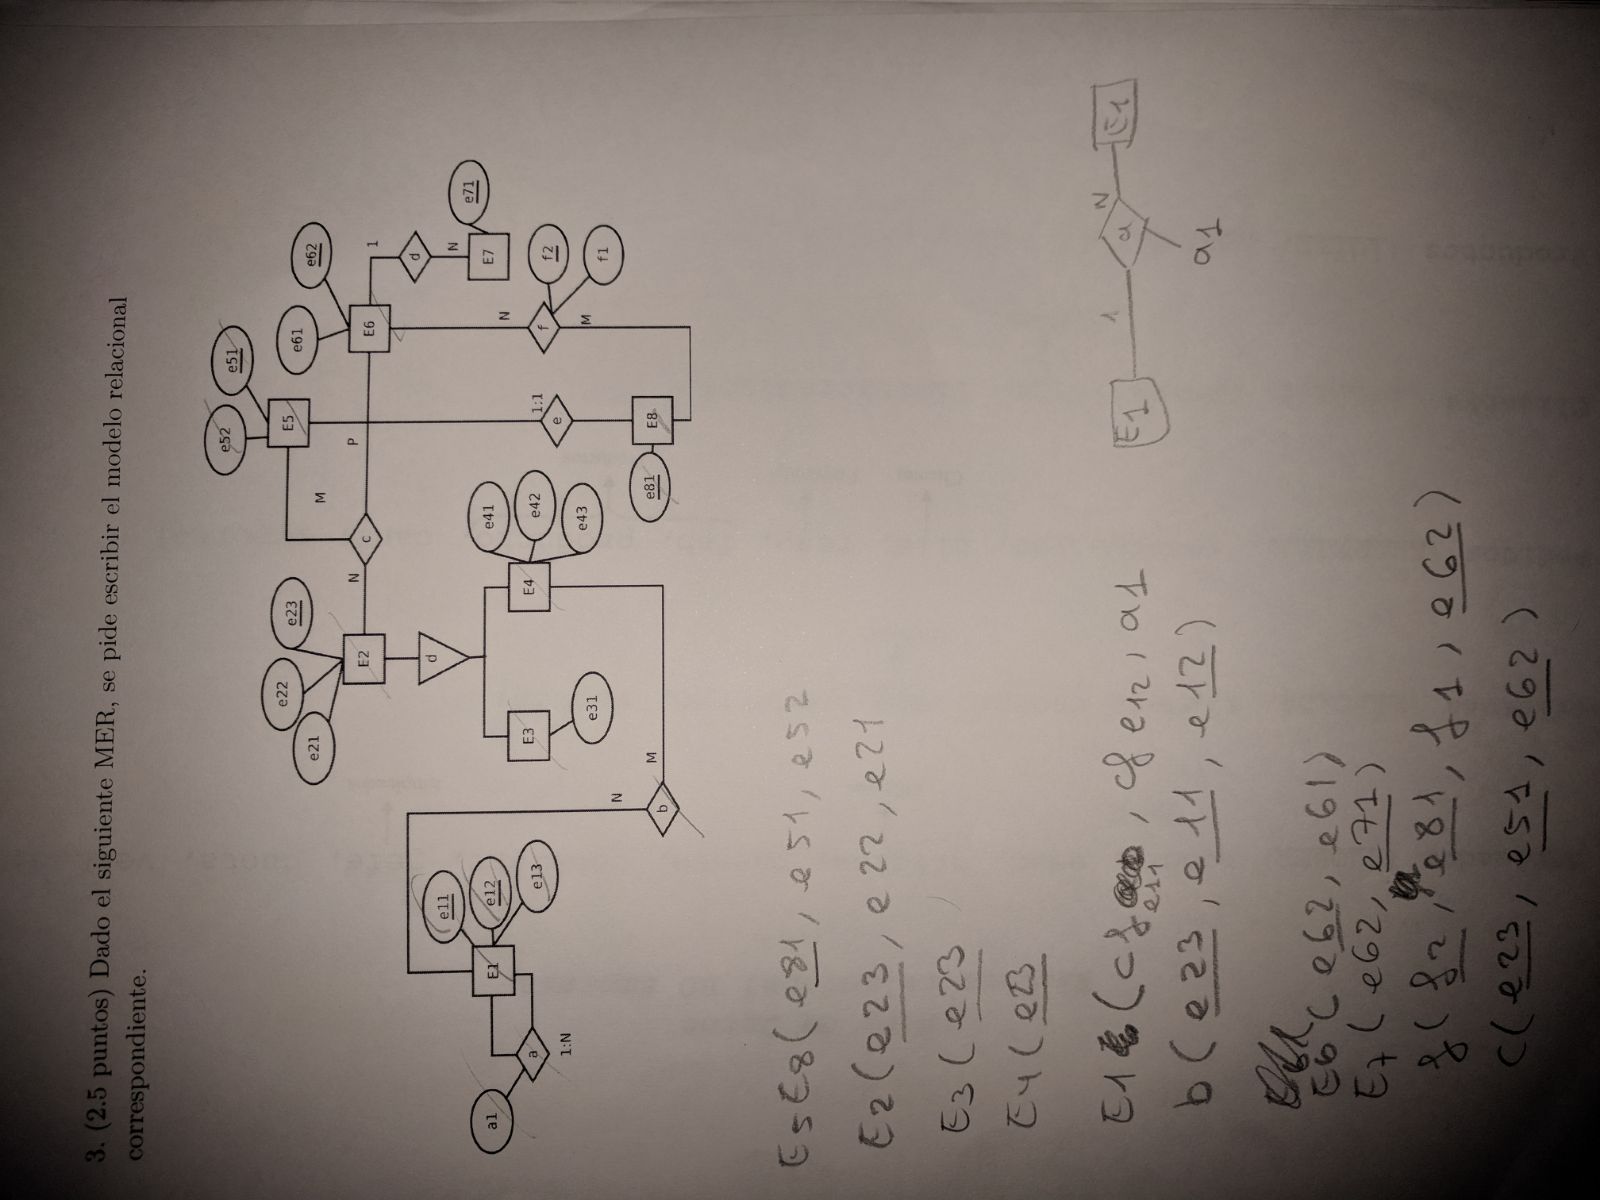 3. (2.5 puntos) Dado el siguiente MER, se pide escribir el modelo relacional
correspondiente.
e52
e51
E5
M
P
e61
e62
E6
1
d
N
E7
e71
e21
e22
e23
E2
N
c
d
E3
e31
E4
e41
e42
e43
1:1
e
E8
e81
N
f
M
f2
f1
a1
a
1:N
E1
e11
e12
e13
N
b
M
E5E8(e81, e51, e52
E2(e23, e22, e21
E3(e23
E4(e23
E1 (cf e11, cf e12, a1
b(e23, e11, e12)
E6(e62, e61)
E7(e62, e71)
f(f2, e81, f1, e62)
c(e23, e51, e62)
E1
1
a
N
E1
a1